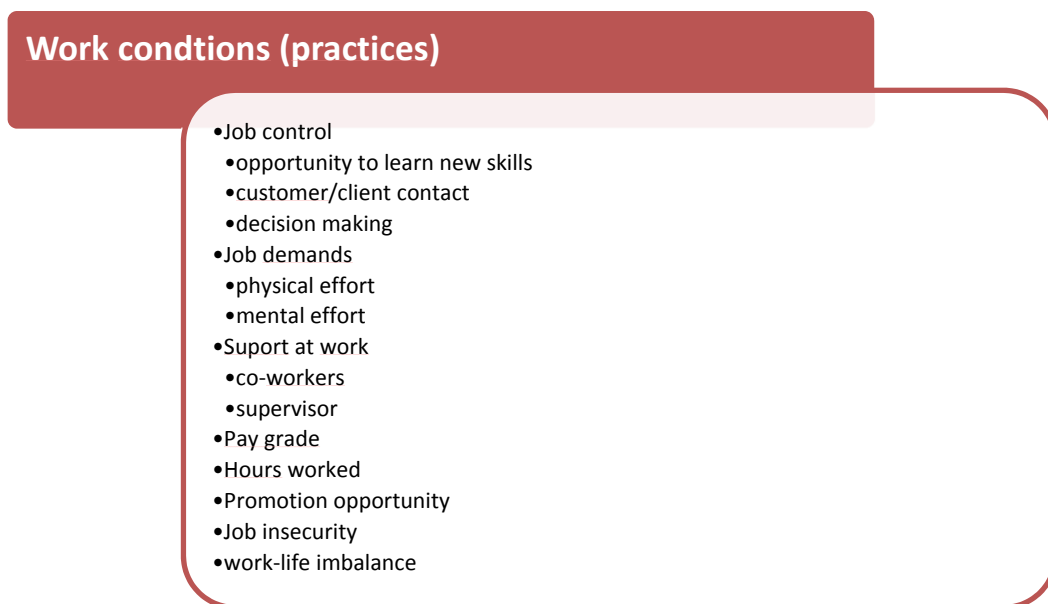 Work condtions (practices)
•Job control
•opportunity to learn new skills
•customer/client contact
•decision making
•Job demands
•physical effort
•mental effort
•Suport at work
•co-workers
•supervisor
•Pay grade
•Hours worked
•Promotion opportunity
•Job insecurity
•work-life imbalance